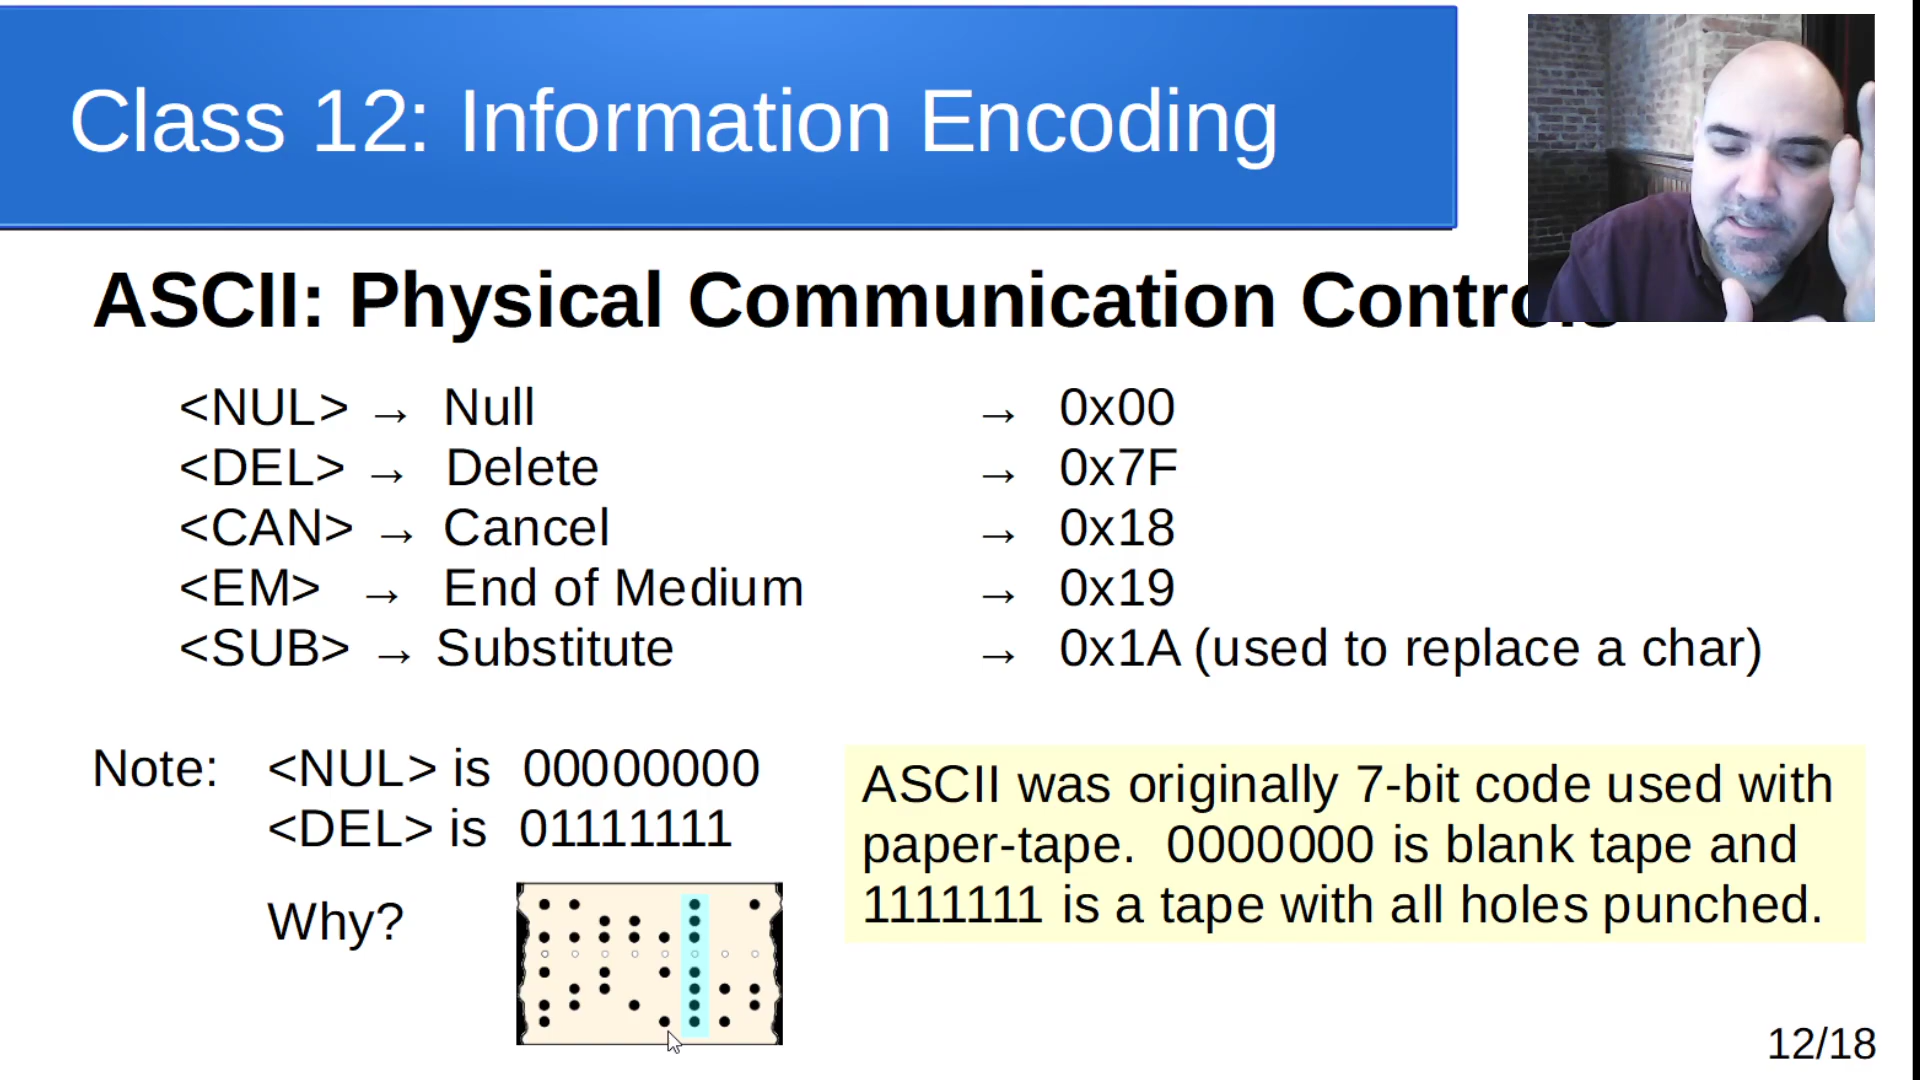 Class 12: Information Encoding
ASCII: Physical Communication Controls
<NUL> → Null → 0x00
<DEL> → Delete → 0x7F
<CAN> → Cancel → 0x18
<EM> → End of Medium → 0x19
<SUB> → Substitute → 0x1A (used to replace a char)
Note: <NUL> is 00000000
<DEL> is 01111111
Why?
ASCII was originally 7-bit code used with
paper-tape. 0000000 is blank tape and
1111111 is a tape with all holes punched.
12/18